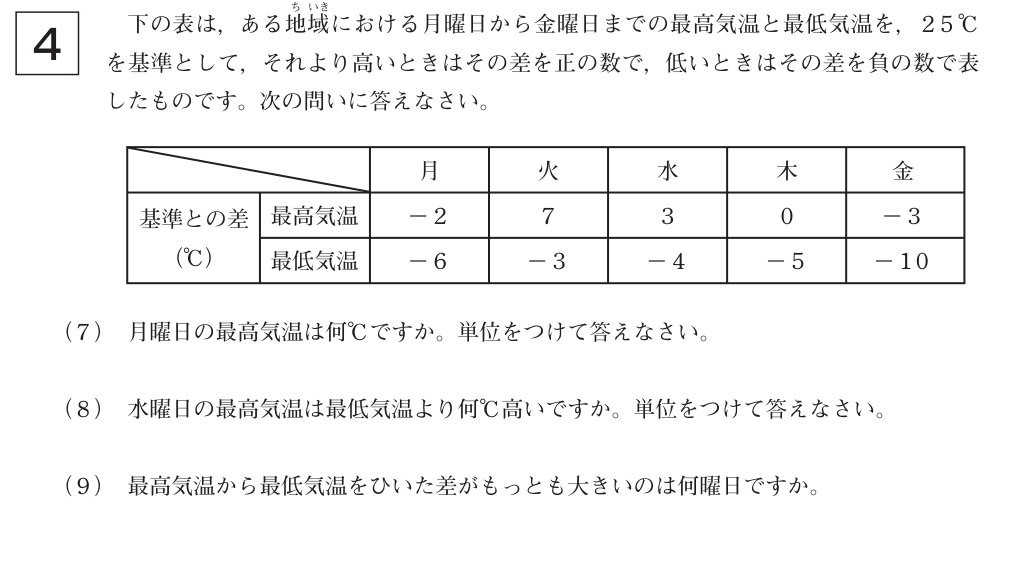 4
ち いき
下の表は，ある地域における月曜日から金曜日までの最高気温と最低気温を，２５℃
を基準として，それより高いときはその差を正の数で，低いときはその差を負の数で表
したものです。次の問いに答えなさい。
月 火 水 木 金
基準との差 最高気温 －２ ７ ３ ０ －３
（℃） 最低気温 －６ －３ －４ －５ －１０
（７） 月曜日の最高気温は何℃ですか。単位をつけて答えなさい。
（８） 水曜日の最高気温は最低気温より何℃高いですか。単位をつけて答えなさい。
（９） 最高気温から最低気温をひいた差がもっとも大きいのは何曜日ですか。